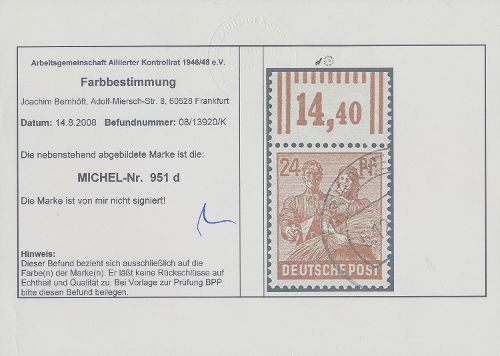 Arbeitsgemeinschaft Alliierter Kontrollrat 1946/48 e.V.
Farbbestimmung
Joachim Bernhöft, Adolf-Miersch-Str. 8, 60528 Frankfurt
Datum: 14.8.2008 Befundnummer: 08/13920/K
Die nebenstehend abgebildete Marke ist die:
MICHEL-Nr. 951 d
Die Marke ist von mir nicht signiert!
Hinweis:
Dieser Befund bezieht sich ausschließlich auf die
Farbe(n) der Marke(n). Er läßt keine Rückschlüsse auf
Echtheit und Qualität zu. Bei Vorlage zur Prüfung BPP
bitte diesen Befund beilegen.
14,40
24 Pf
DEUTSCHE POST